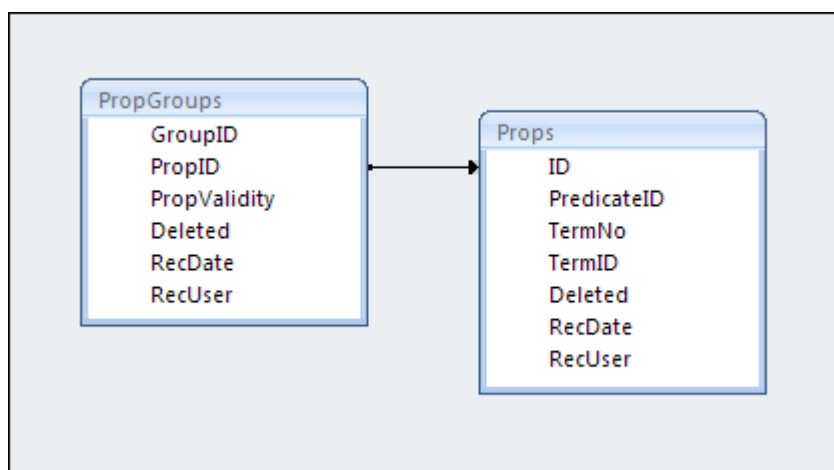 PropGroups
GroupID
PropID
PropValidity
Deleted
RecDate
RecUser
Props
ID
PredicateID
TermNo
TermID
Deleted
RecDate
RecUser